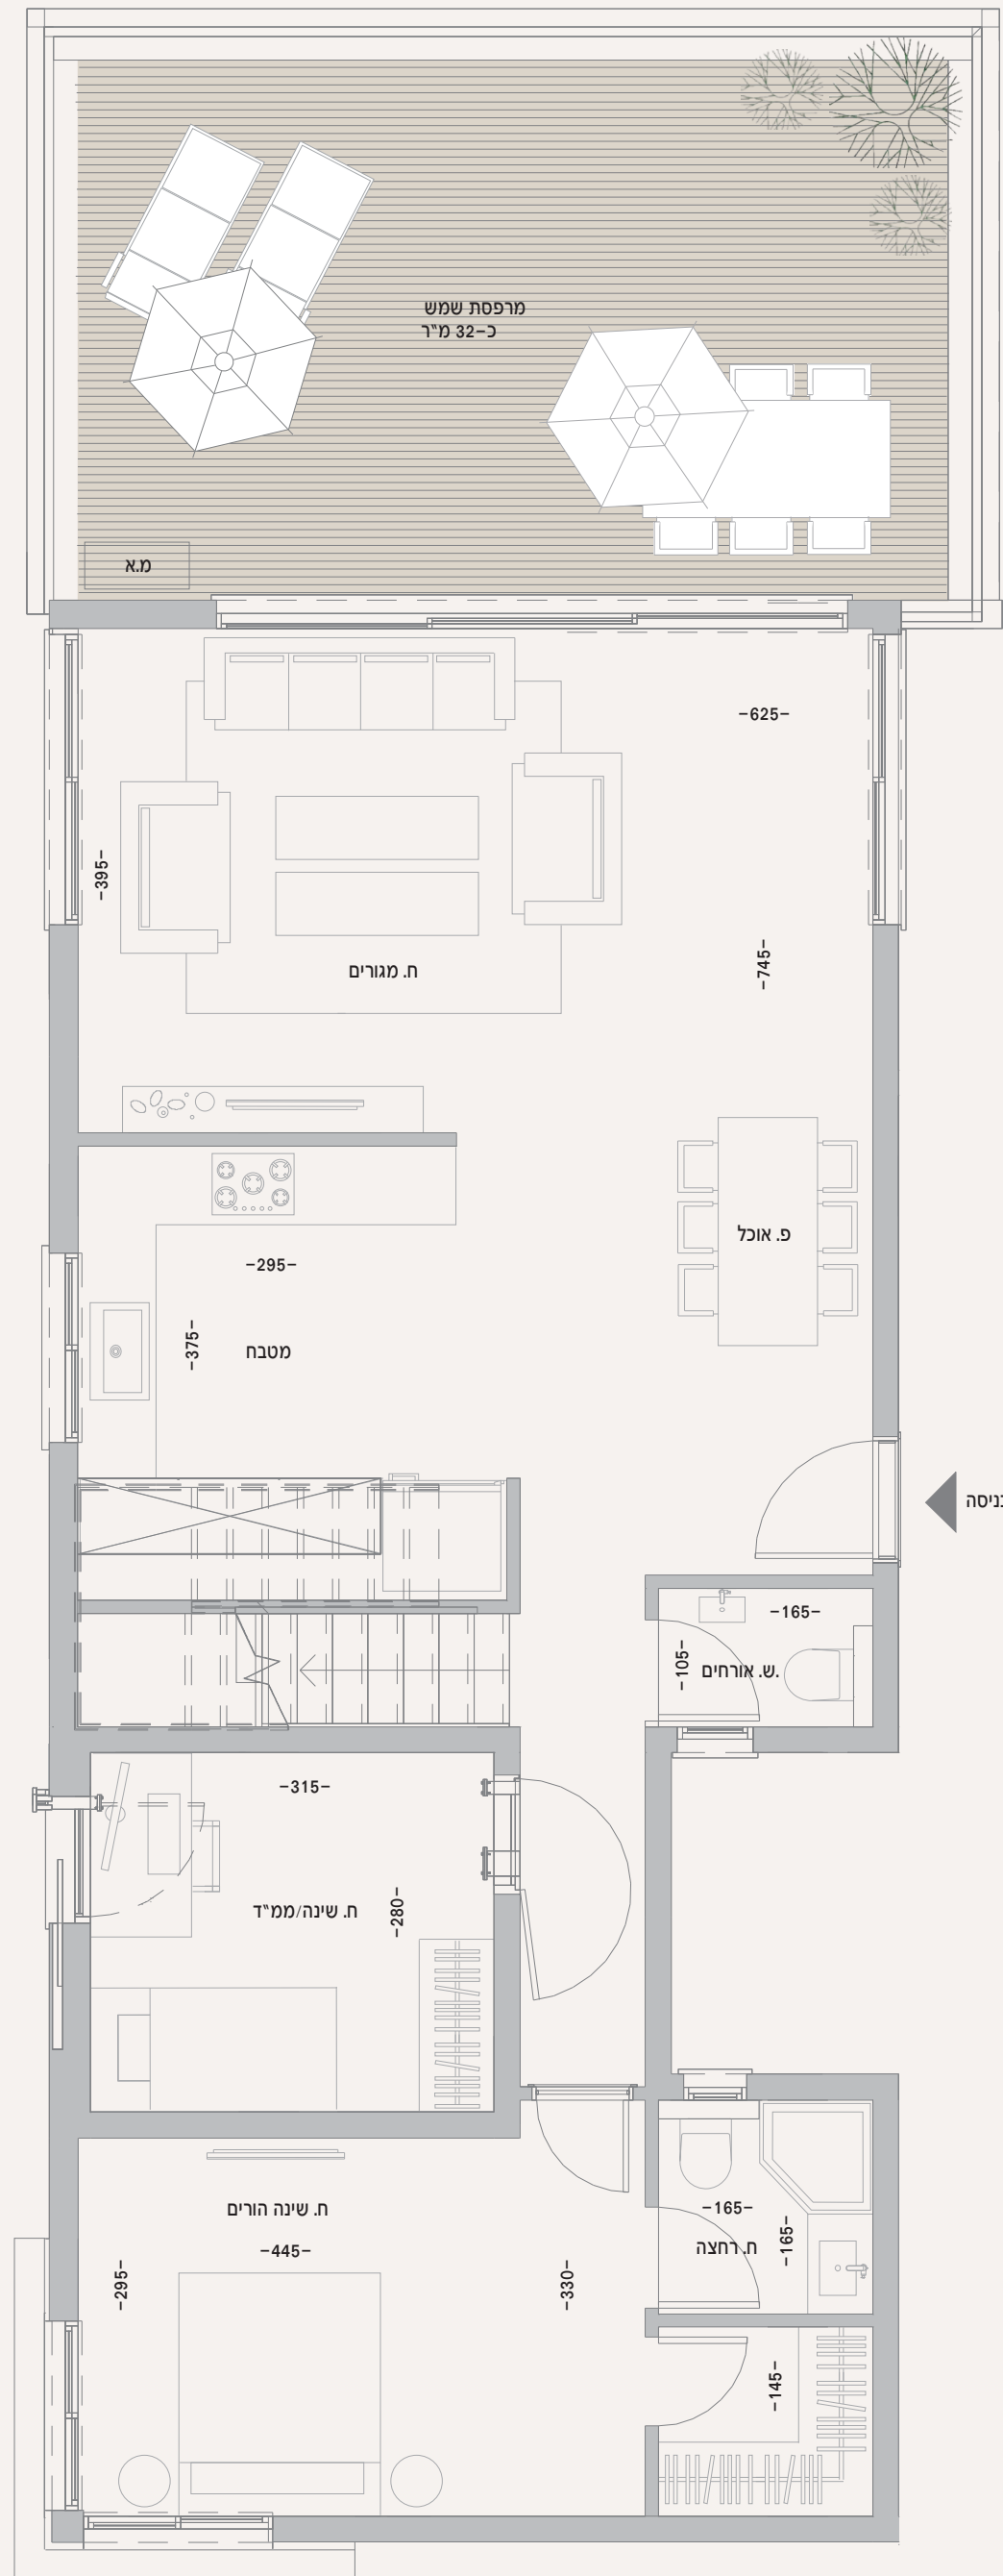 מרפסת שמש
כ-32 מ"ר
מ.א
-625-
-395-
-745-
ח. מגורים
פ. אוכל
-295-
-375-
מטבח
-165-
-105-
ש. אורחים.
-315-
ח. שינה/ממ"ד
-280-
ח. שינה הורים
-445-
-295-
-330-
-165-
ח. רחצה
-165-
-145-